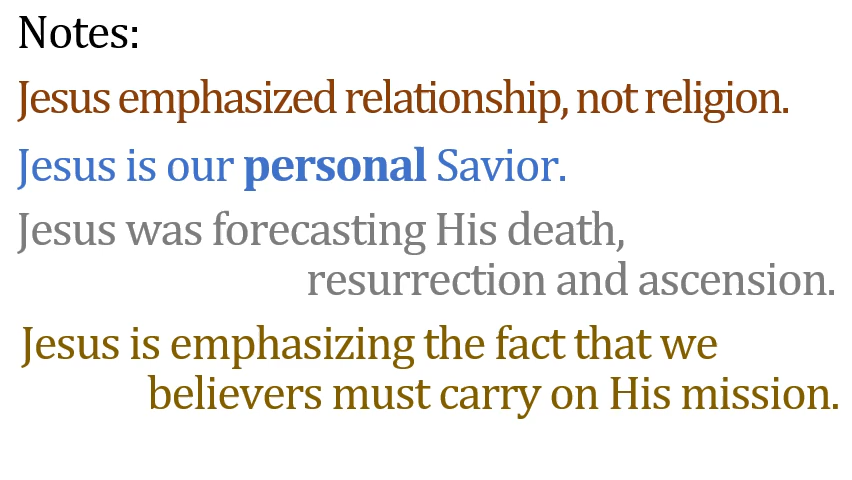 Notes:
Jesus emphasized relationship, not religion.
Jesus is our personal Savior.
Jesus was forecasting His death,
resurrection and ascension.
Jesus is emphasizing the fact that we
believers must carry on His mission.